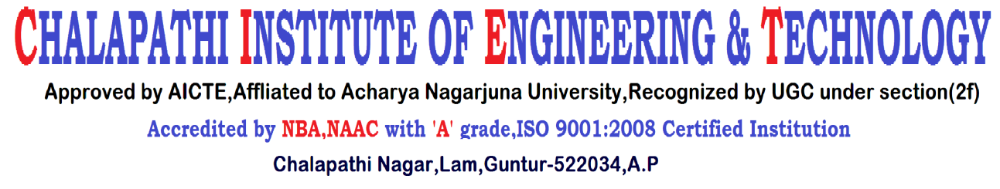 CHALAPATHI INSTITUTE OF ENGINEERING & TECHNOLOGY
Approved by AICTE,Affliated to Acharya Nagarjuna University,Recognized by UGC under section(2f)
Accredited by NBA,NAAC with 'A' grade,ISO 9001:2008 Certified Institution
Chalapathi Nagar,Lam,Guntur-522034,A.P